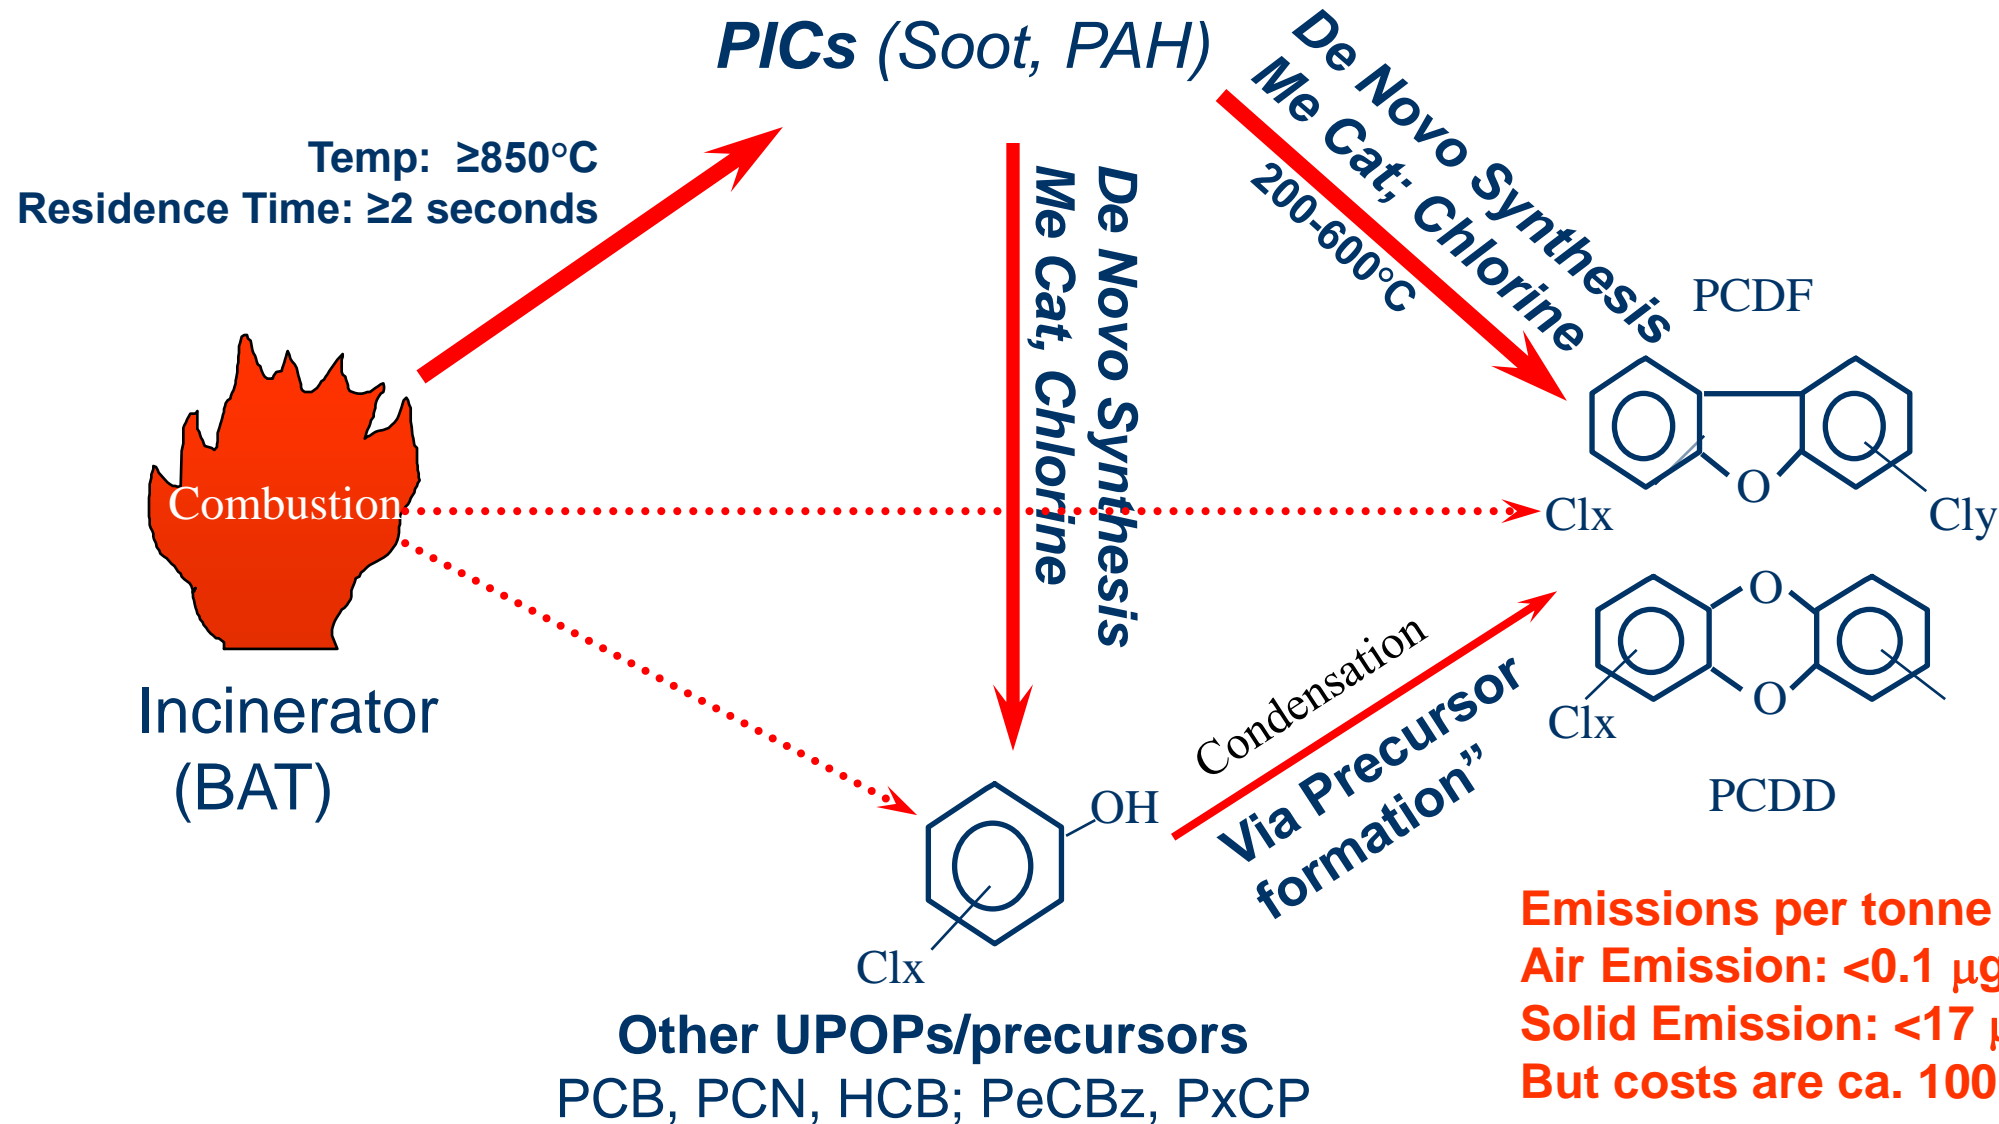 PICs (Soot, PAH)
Temp: ≥850°C
Residence Time: ≥2 seconds
De Novo Synthesis
Me Cat; Chlorine
200-600°C
De Novo Synthesis
Me Cat, Chlorine
PCDF
O
Clx
Cly
Combustion
Incinerator
(BAT)
O
O
Clx
PCDD
Condensation
Via Precursor
formation”
OH
Clx
Other UPOPs/precursors
PCB, PCN, HCB; PeCBz, PxCP
Emissions per tonne
Air Emission: <0.1 μg
Solid Emission: <17
But costs are ca. 100